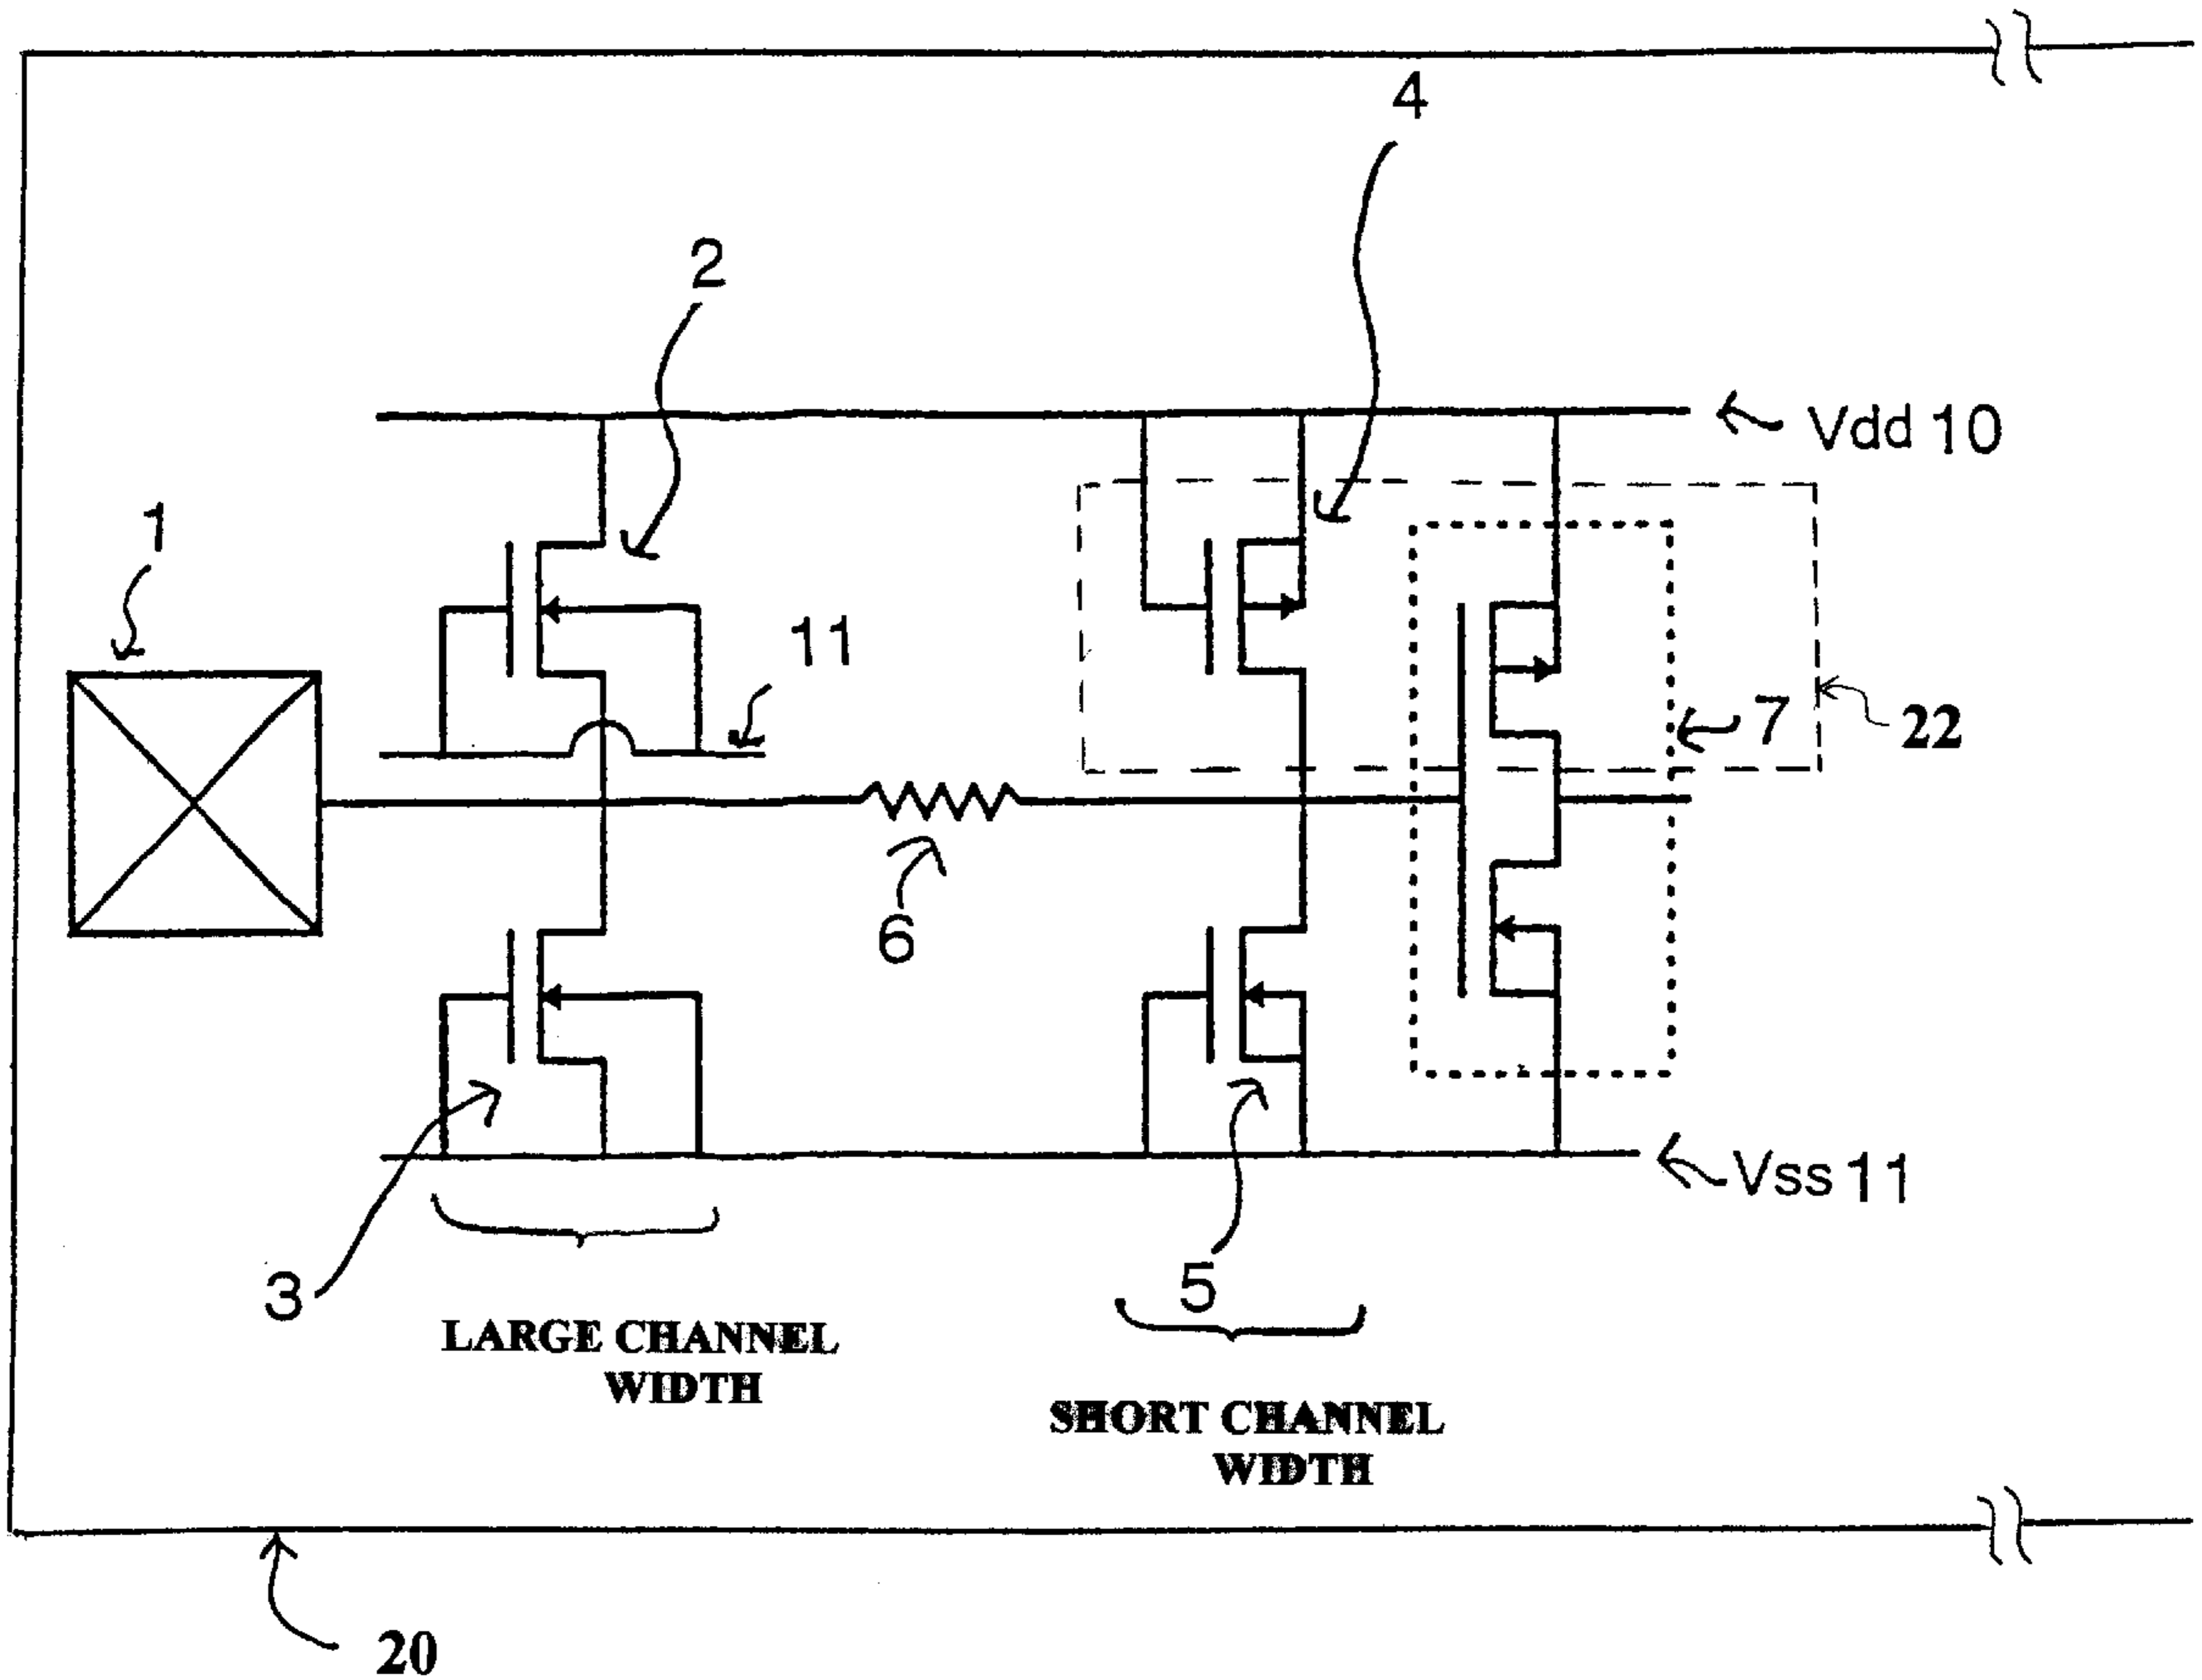 4
2
Vdd 10
1
11
7
22
6
Vss 11
3
5
LARGE CHANNEL
WIDTH
SHORT CHANNEL
WIDTH
20